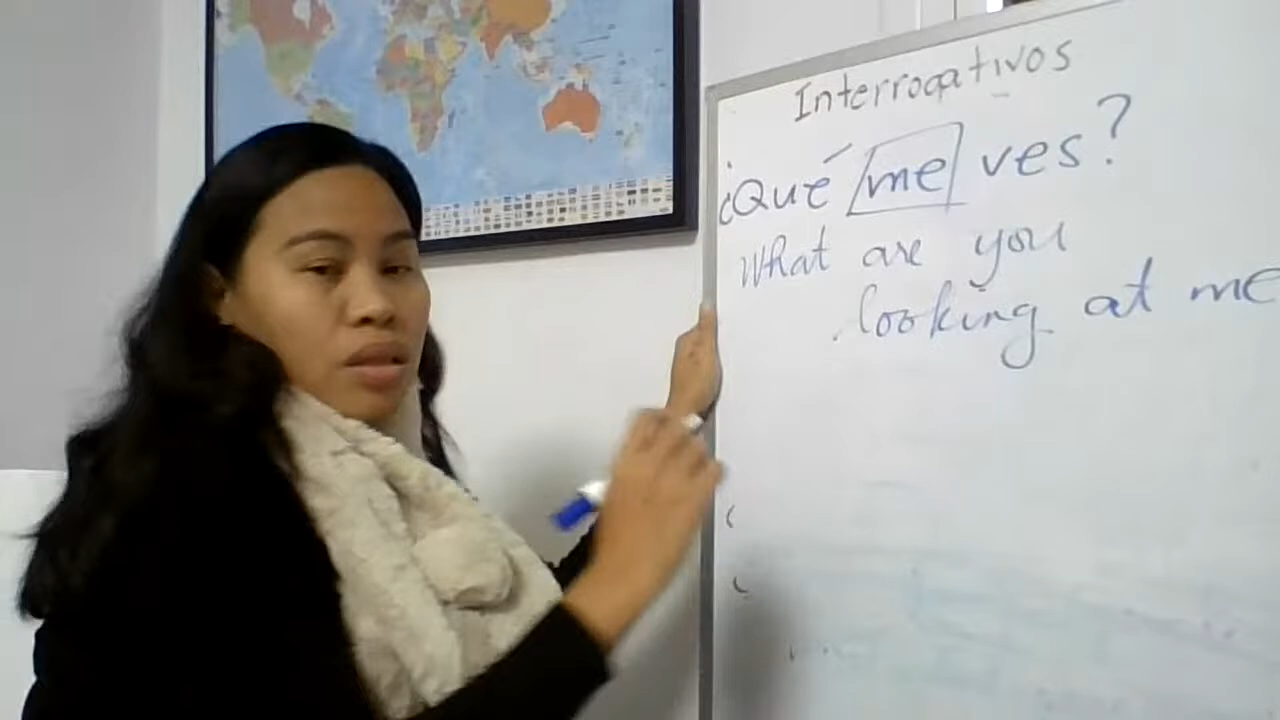 Interrogativos
¿Qué me ves?
What are you
looking at me